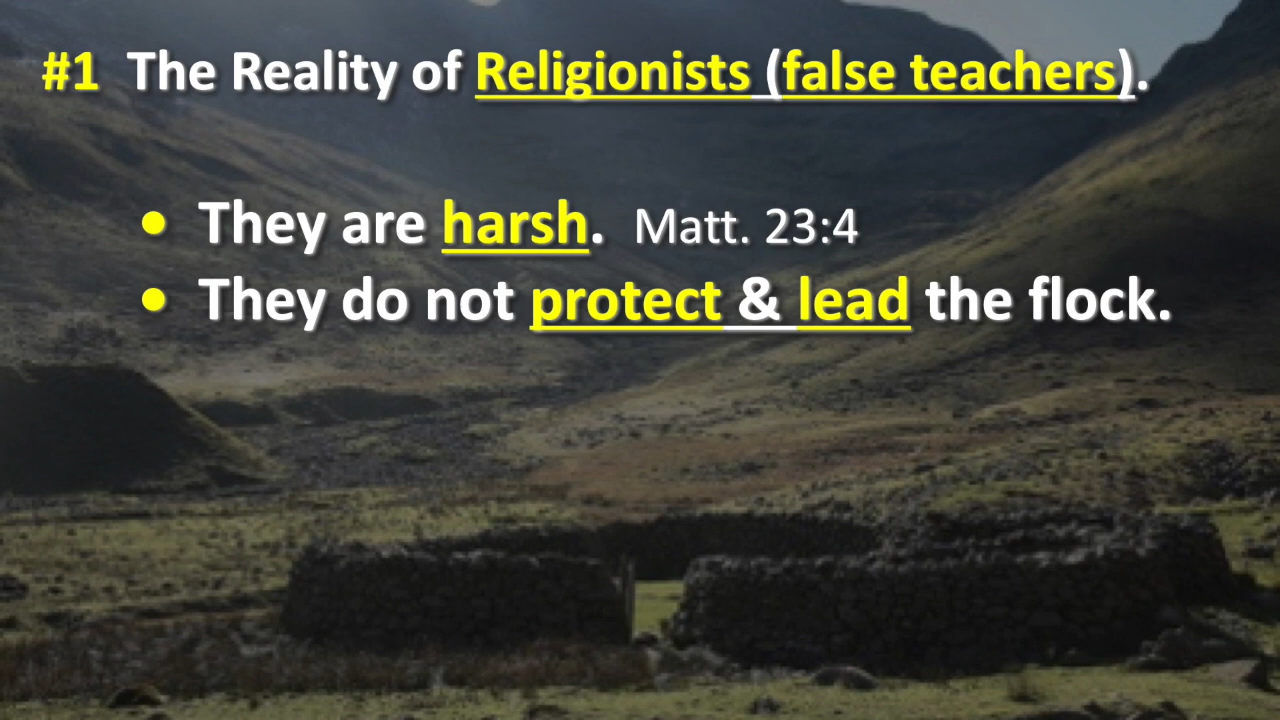 #1 The Reality of Religionists (false teachers).
• They are harsh. Matt. 23:4
• They do not protect & lead the flock.